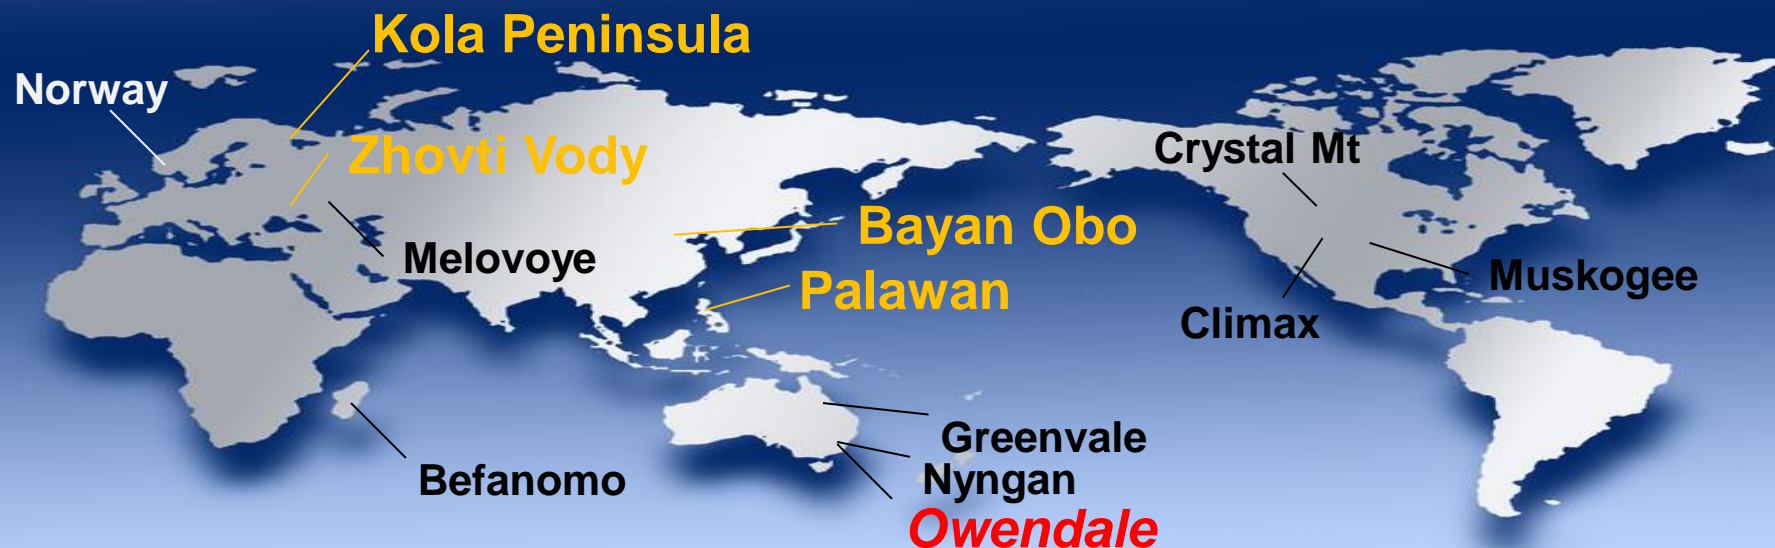 Kola Peninsula
Norway
Zhovti Vody
Crystal Mt
Bayan Obo
Melovoye
Muskogee
Palawan
Climax
Greenvale
Befanomo
Nyngan
Owendale